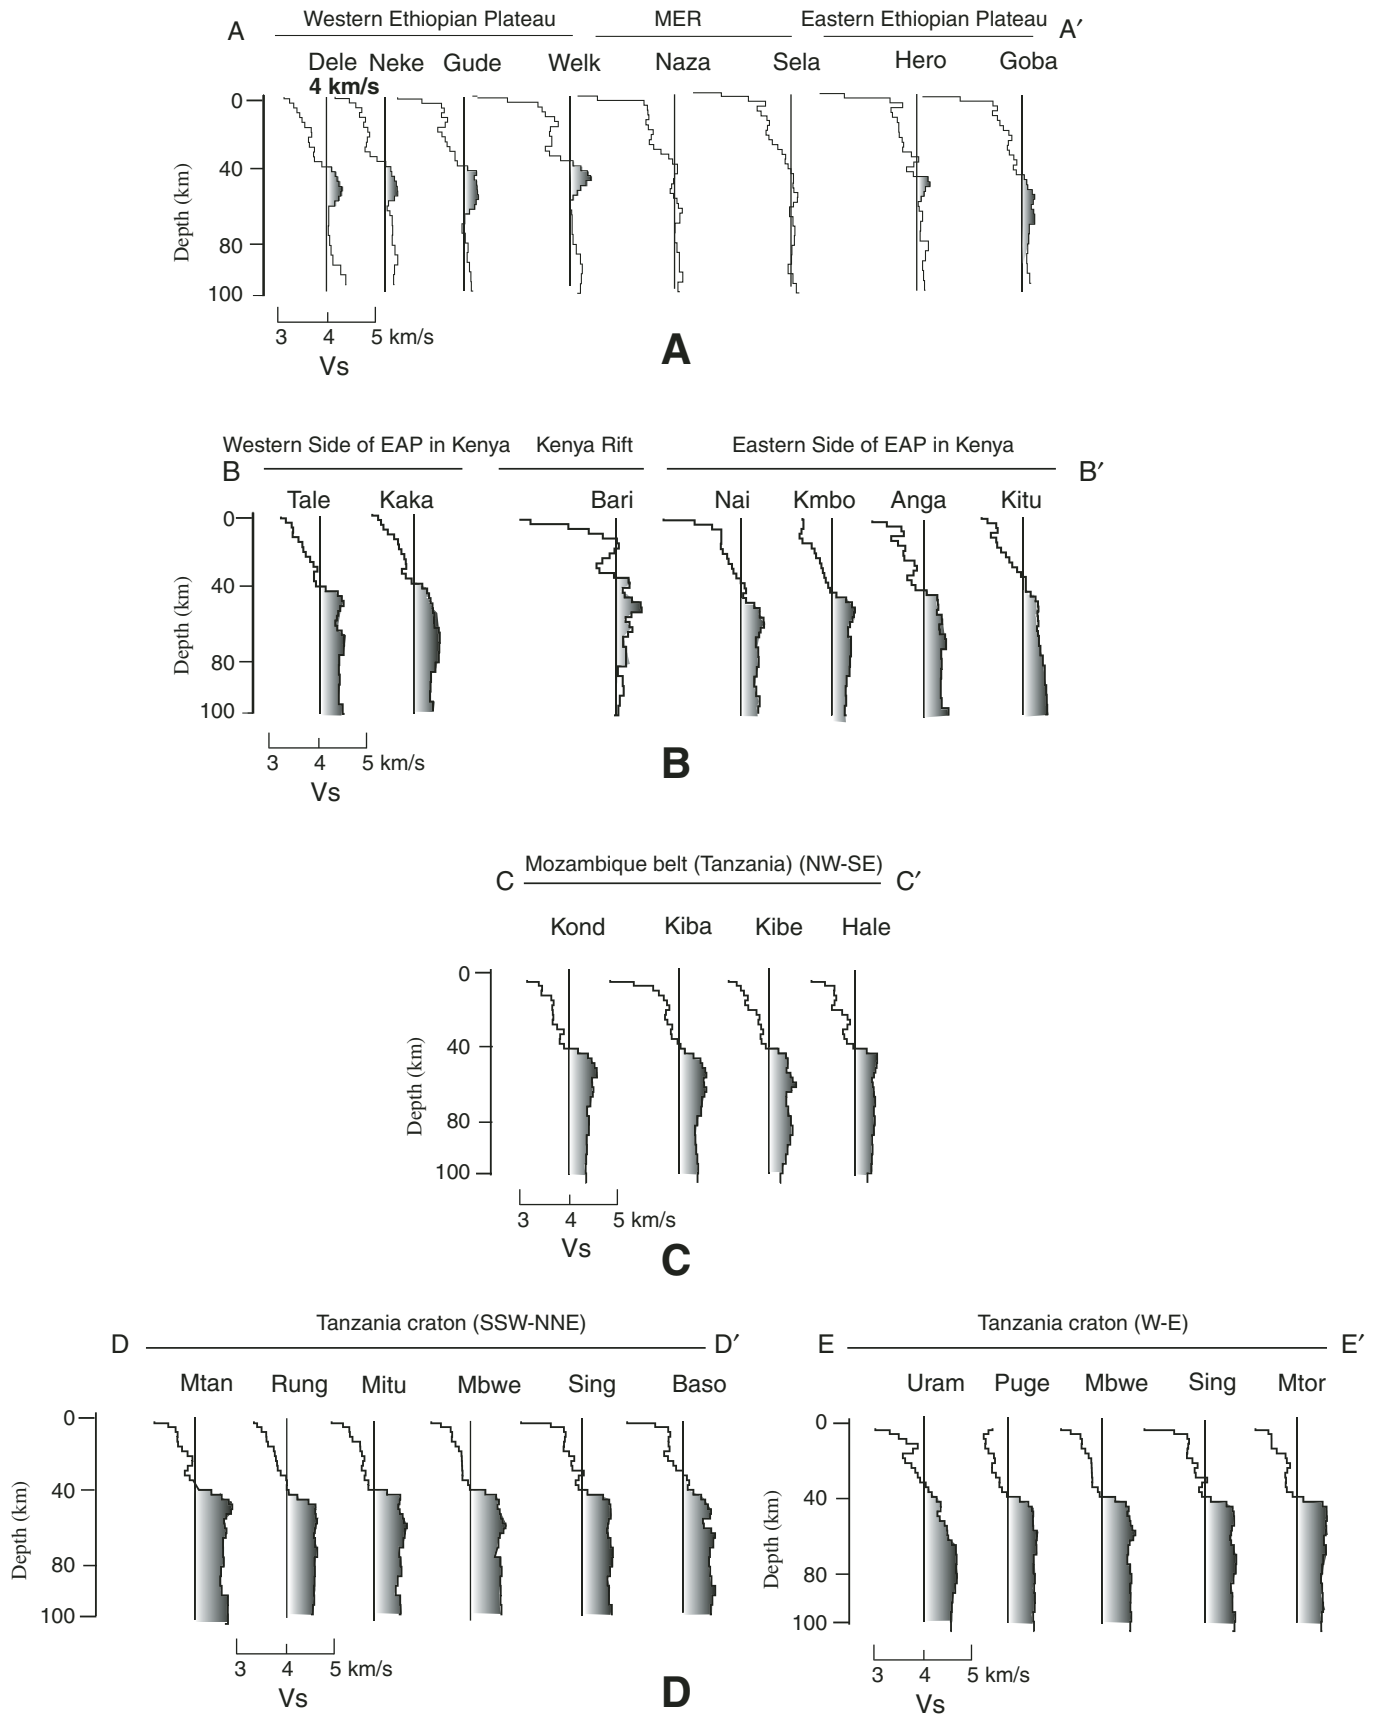 Western Ethiopian Plateau MER Eastern Ethiopian Plateau
A A′
Dele Neke Gude Welk Naza Sela Hero Goba
4 km/s
0
40
80
100
Depth (km)
3 4 5 km/s
Vs
A
Western Side of EAP in Kenya Kenya Rift Eastern Side of EAP in Kenya
B B′
Tale Kaka Bari Nai Kmbo Anga Kitu
0
40
80
100
Depth (km)
3 4 5 km/s
Vs
B
Mozambique belt (Tanzania) (NW-SE)
C C′
Kond Kiba Kibe Hale
0
40
80
100
Depth (km)
3 4 5 km/s
Vs
C
Tanzania craton (SSW-NNE)
D D′
Mtan Rung Mitu Mbwe Sing Baso
0
40
80
100
Depth (km)
3 4 5 km/s
Vs
Tanzania craton (W-E)
E E′
Uram Puge Mbwe Sing Mtor
0
40
80
100
Depth (km)
3 4 5 km/s
Vs
D